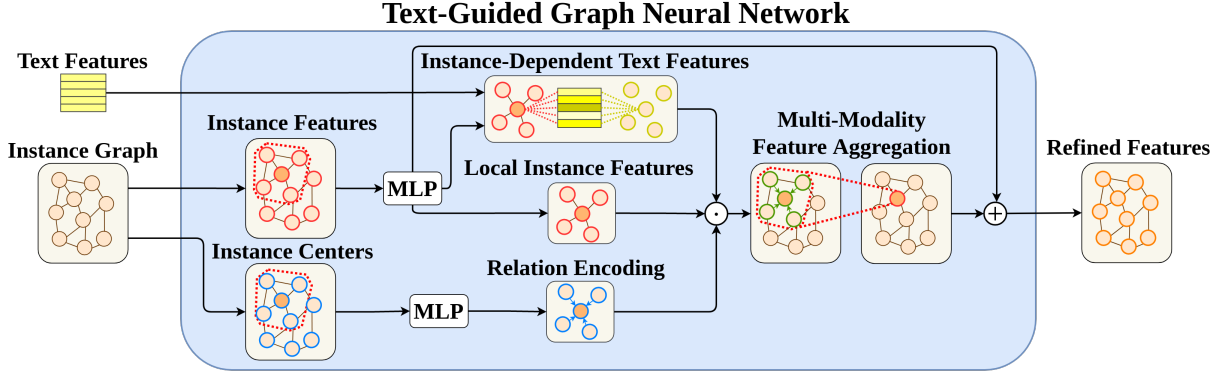 Text-Guided Graph Neural Network
Text Features
Instance-Dependent Text Features
Instance Features
Multi-Modality
Feature Aggregation
Instance Graph
Refined Features
Local Instance Features
MLP
Instance Centers
Relation Encoding
MLP